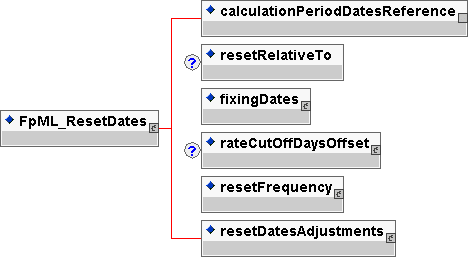 calculationPeriodDatesReference
? resetRelativeTo
fixingDates
FpML_ResetDates
? rateCutOffDaysOffset
resetFrequency
resetDatesAdjustments